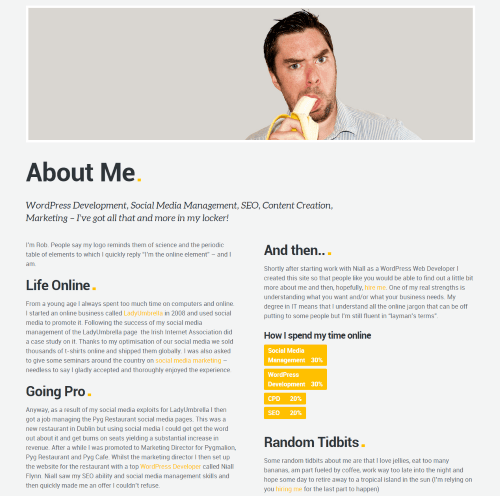 About Me.
WordPress Development, Social Media Management, SEO, Content Creation,
Marketing – I've got all that and more in my locker!
I'm Rob. People say my logo reminds them of science and the periodic
table of elements to which I quickly reply "I'm the online element" – and I
am.
Life Online.
From a young age I always spent too much time on computers and online.
I started an online business called LadyUmbrella in 2008 and used social
media to promote it. Following the success of my social media
management of the LadyUmbrella page the Irish Internet Association did
a case study on it. Thanks to my optimisation of our social media we sold
thousands of t-shirts online and shipped them globally. I was also asked
to give some seminars around the country on social media marketing –
needless to say I gladly accepted and thoroughly enjoyed the experience.
Going Pro.
Anyway, as a result of my social media exploits for LadyUmbrella I then
got a job managing the Pyg Restaurant social media pages. This was a
new restaurant in Dublin but using social media I could get get the word
out about it and get bums on seats yielding a substantial increase in
revenue. After a while I was promoted to Marketing Director for Pygmalion,
Pyg Restaurant and Pyg Cafe. Whilst the marketing director I then set up
the website for the restaurant with a top WordPress Developer called Niall
Flynn. Niall saw my SEO ability and social media management skills and
then quickly made me an offer I couldn't refuse.
And then...
Shortly after starting work with Niall as a WordPress Web Developer I
created this site so that people like you would be able to find out a little bit
more about me and then, hopefully, hire me. One of my real strengths is
understanding what you want and/or what your business needs. My
degree in IT means that I understand all the online jargon that can be off
putting to some people but I'm still fluent in "layman's terms".
How I spend my time online
Social Media
Management 30%
WordPress
Development 30%
CPD 20%
SEO 20%
Random Tidbits.
Some random tidbits about me are that I love jellies, eat too many
bananas, am part fueled by coffee, work way too late into the night and
hope some day to retire away to a tropical island in the sun (I'm relying on
you hiring me for the last part to happen).